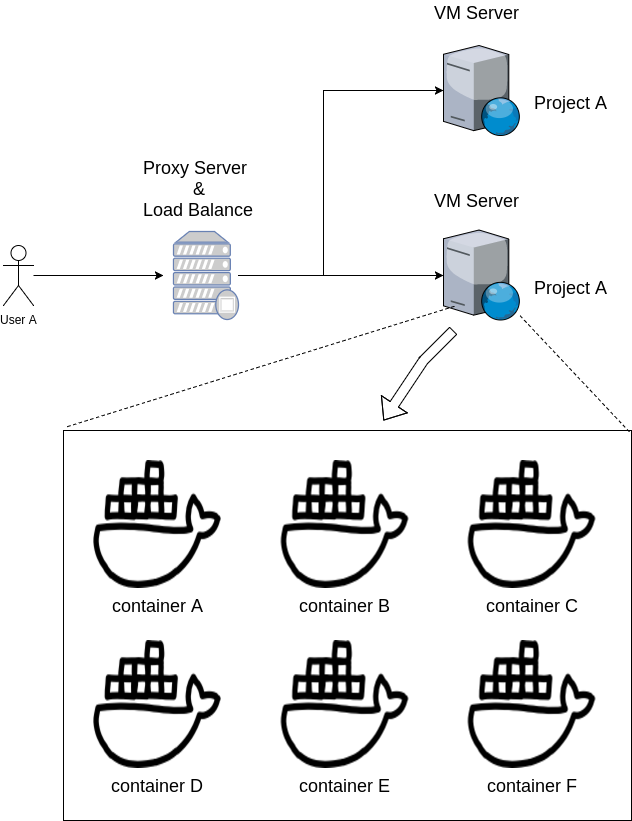 VM Server
Project A
Proxy Server
&
Load Balance
VM Server
User A
Project A
container A
container B
container C
container D
container E
container F